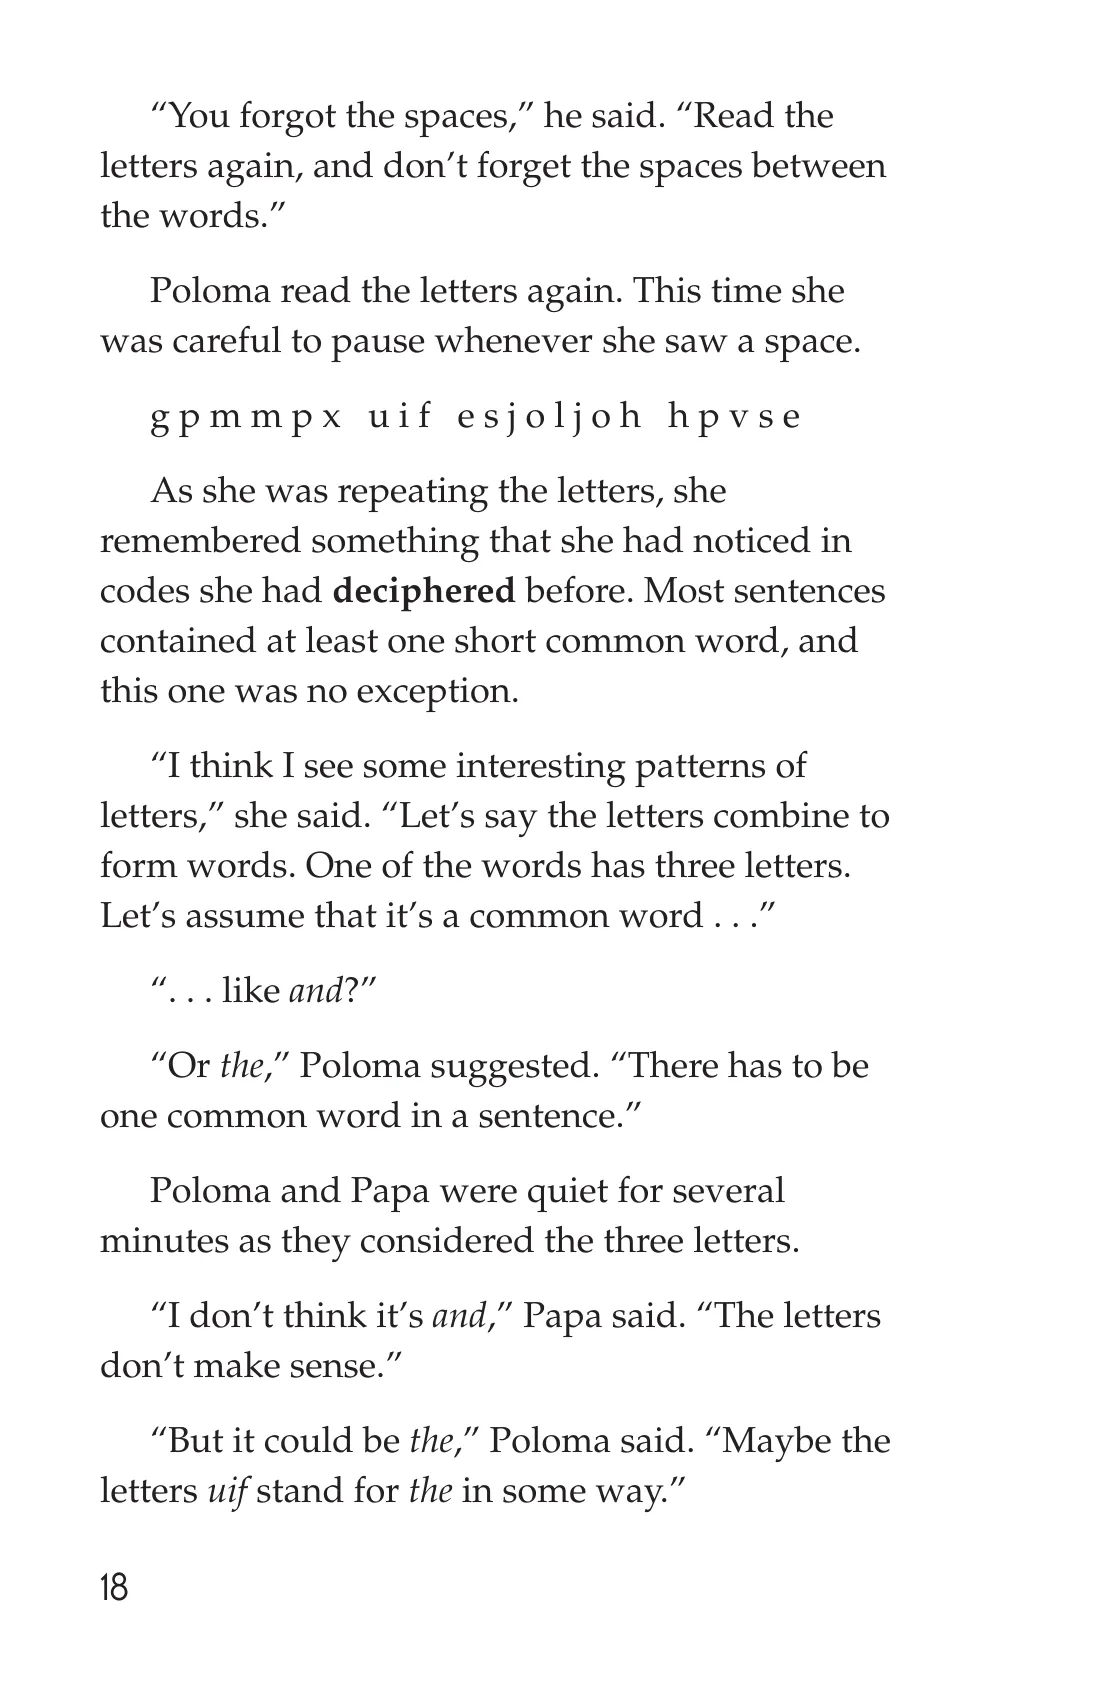 “You forgot the spaces,” he said. “Read the
letters again, and don’t forget the spaces between
the words.”
Poloma read the letters again. This time she
was careful to pause whenever she saw a space.
g p m m p x   u i f   e s j o l j o h   h p v s e
As she was repeating the letters, she
remembered something that she had noticed in
codes she had deciphered before. Most sentences
contained at least one short common word, and
this one was no exception.
“I think I see some interesting patterns of
letters,” she said. “Let’s say the letters combine to
form words. One of the words has three letters.
Let’s assume that it’s a common word . . .”
“. . . like and?”
“Or the,” Poloma suggested. “There has to be
one common word in a sentence.”
Poloma and Papa were quiet for several
minutes as they considered the three letters.
“I don’t think it’s and,” Papa said. “The letters
don’t make sense.”
“But it could be the,” Poloma said. “Maybe the
letters uif stand for the in some way.”
18